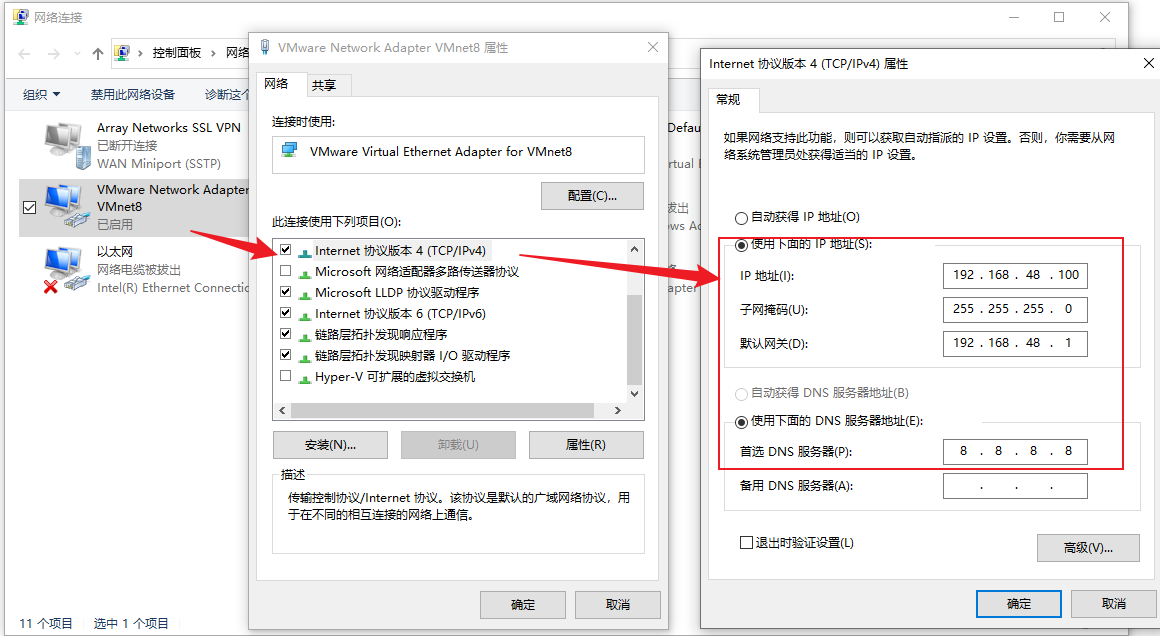 网络连接
控制面板 › 网络
组织 禁用此网络设备 诊断这个
Array Networks SSL VPN
已断开连接
WAN Miniport (SSTP)
VMware Network Adapter
VMnet8
已启用
以太网
网络电缆被拔出
Intel(R) Ethernet Connectio
11 个项目 选中 1 个项目
VMware Network Adapter VMnet8 属性
网络 共享
连接时使用:
VMware Virtual Ethernet Adapter for VMnet8
配置(C)...
此连接使用下列项目(O):
Internet 协议版本 4 (TCP/IPv4)
Microsoft 网络适配器多路传送器协议
Microsoft LLDP 协议驱动程序
Internet 协议版本 6 (TCP/IPv6)
链路层拓扑发现响应程序
链路层拓扑发现映射器 I/O 驱动程序
Hyper-V 可扩展的虚拟交换机
安装(N)... 卸载(U) 属性(R)
描述
传输控制协议/Internet 协议。该协议是默认的广域网络协议，用
于在不同的相互连接的网络上通信。
确定 取消
Defau
rtual E
拔出
ws Ad
apter
Internet 协议版本 4 (TCP/IPv4) 属性
常规
如果网络支持此功能，则可以获取自动指派的 IP 设置。否则，你需要从网
络系统管理员处获得适当的 IP 设置。
自动获得 IP 地址(O)
使用下面的 IP 地址(S):
IP 地址(I): 192 . 168 . 48 . 100
子网掩码(U): 255 . 255 . 255 . 0
默认网关(D): 192 . 168 . 48 . 1
自动获得 DNS 服务器地址(B)
使用下面的 DNS 服务器地址(E):
首选 DNS 服务器(P): 8 . 8 . 8 . 8
备用 DNS 服务器(A): . . .
退出时验证设置(L)
高级(V)...
确定 取消